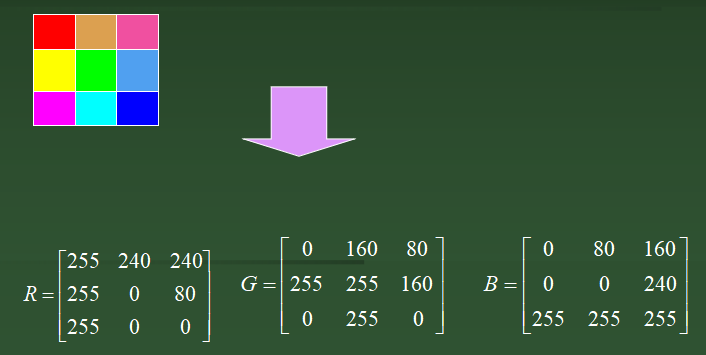 R = [255 240 240
255 0 80
255 0 0]
G = [0 160 80
255 255 160
0 255 0]
B = [0 80 160
0 0 240
255 255 255]